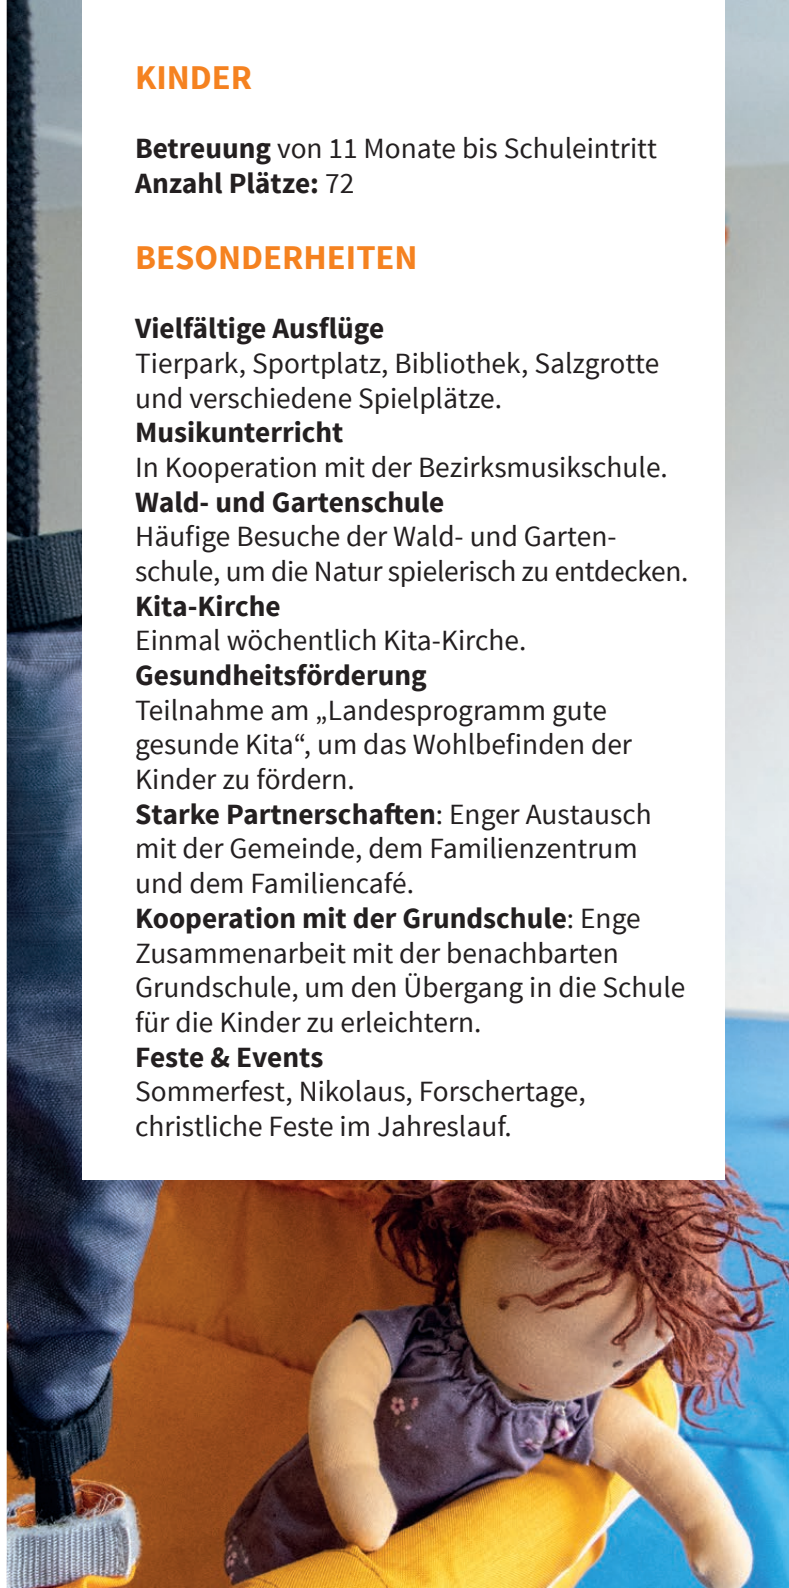 KINDER
Betreuung von 11 Monate bis Schuleintritt
Anzahl Plätze: 72
BESONDERHEITEN
Vielfältige Ausflüge
Tierpark, Sportplatz, Bibliothek, Salzgrotte
und verschiedene Spielplätze.
Musikunterricht
In Kooperation mit der Bezirksmusikschule.
Wald- und Gartenschule
Häufige Besuche der Wald- und Garten-
schule, um die Natur spielerisch zu entdecken.
Kita-Kirche
Einmal wöchentlich Kita-Kirche.
Gesundheitsförderung
Teilnahme am „Landesprogramm gute
gesunde Kita“, um das Wohlbefinden der
Kinder zu fördern.
Starke Partnerschaften: Enger Austausch
mit der Gemeinde, dem Familienzentrum
und dem Familiencafé.
Kooperation mit der Grundschule: Enge
Zusammenarbeit mit der benachbarten
Grundschule, um den Übergang in die Schule
für die Kinder zu erleichtern.
Feste & Events
Sommerfest, Nikolaus, Forschertage,
christliche Feste im Jahreslauf.